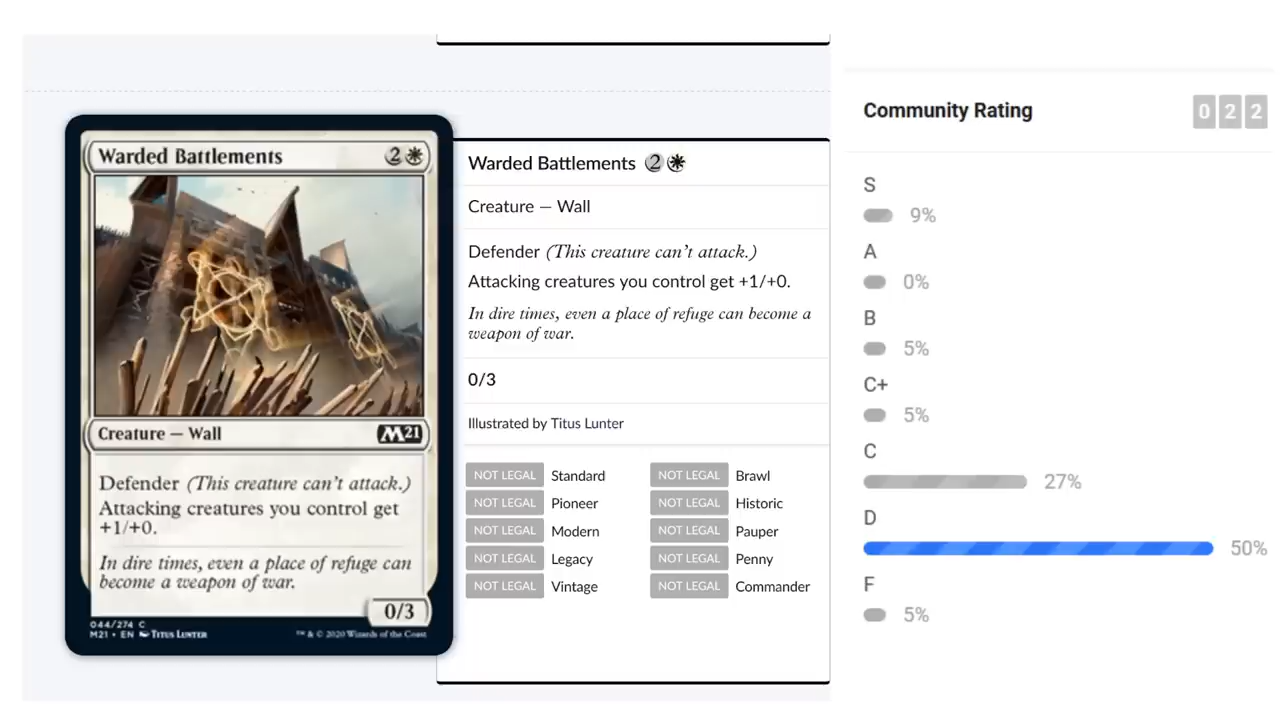 Warded Battlements 2
Creature — Wall
M21
Defender (This creature can't attack.)
Attacking creatures you control get
+1/+0.
In dire times, even a place of refuge can
become a weapon of war.
0/3
044/274 C
M21 • EN Titus Lunter
™ & © 2020 Wizards of the Coast
Warded Battlements 2
Creature — Wall
Defender (This creature can't attack.)
Attacking creatures you control get +1/+0.
In dire times, even a place of refuge can become a
weapon of war.
0/3
Illustrated by Titus Lunter
NOT LEGAL Standard NOT LEGAL Brawl
NOT LEGAL Pioneer NOT LEGAL Historic
NOT LEGAL Modern NOT LEGAL Pauper
NOT LEGAL Legacy NOT LEGAL Penny
NOT LEGAL Vintage NOT LEGAL Commander
Community Rating 0 2 2
S
9%
A
0%
B
5%
C+
5%
C
27%
D
50%
F
5%